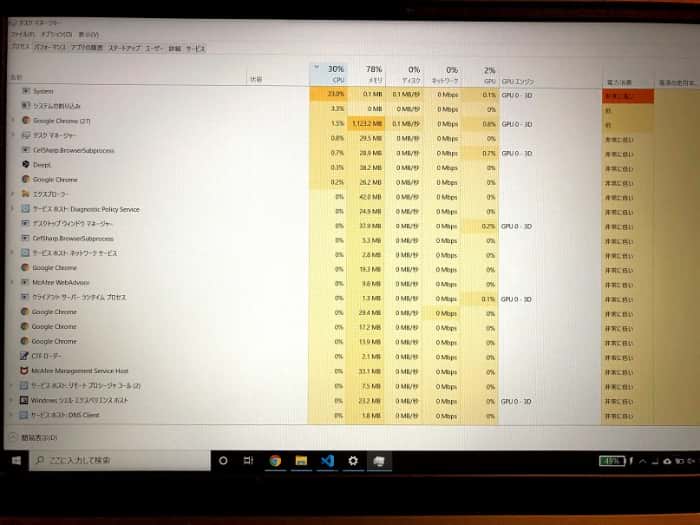 タスク マネージャー
ファイル(F) オプション(O) 表示(V)
プロセス パフォーマンス アプリの履歴 スタートアップ ユーザー 詳細 サービス
30% 78% 0% 0% 2%
名前 状態 CPU メモリ ディスク ネットワーク GPU GPU エンジン 電力消費 電源の使用
System 23.0% 0.1 MB 0.1 MB/秒 0 Mbps 0.1% GPU 0 - 3D 非常に高い
システムの割り込み 3.3% 0 MB 0 MB/秒 0 Mbps 0% 低
Google Chrome (27) 1.5% 1,123.2 MB 0.1 MB/秒 0 Mbps 0.8% GPU 0 - 3D 低
タスク マネージャー 0.8% 29.5 MB 0 MB/秒 0 Mbps 0% 非常に低い
CefSharp.BrowserSubprocess 0.7% 28.9 MB 0 MB/秒 0 Mbps 0.7% GPU 0 - 3D 非常に低い
DeepL 0.3% 38.2 MB 0 MB/秒 0 Mbps 0% 非常に低い
Google Chrome 0.2% 26.2 MB 0 MB/秒 0 Mbps 0% 非常に低い
エクスプローラー 0% 42.0 MB 0 MB/秒 0 Mbps 0% 非常に低い
サービス ホスト: Diagnostic Policy Service 0% 24.9 MB 0 MB/秒 0 Mbps 0% 非常に低い
デスクトップ ウィンドウ マネージャー 0% 37.9 MB 0 MB/秒 0 Mbps 0.2% GPU 0 - 3D 非常に低い
CefSharp.BrowserSubprocess 0% 5.3 MB 0 MB/秒 0 Mbps 0% 非常に低い
サービス ホスト: ネットワーク サービス 0% 2.8 MB 0 MB/秒 0 Mbps 0% 非常に低い
Google Chrome 0% 19.3 MB 0 MB/秒 0 Mbps 0% 非常に低い
McAfee WebAdvisor 0% 9.6 MB 0 MB/秒 0 Mbps 0% 非常に低い
クライアント サーバー ランタイム プロセス 0% 1.3 MB 0 MB/秒 0 Mbps 0.1% GPU 0 - 3D 非常に低い
Google Chrome 0% 29.4 MB 0 MB/秒 0 Mbps 0% 非常に低い
Google Chrome 0% 17.2 MB 0 MB/秒 0 Mbps 0% 非常に低い
Google Chrome 0% 13.9 MB 0 MB/秒 0 Mbps 0% 非常に低い
CTF ローダー 0% 2.1 MB 0 MB/秒 0 Mbps 0% 非常に低い
McAfee Management Service Host 0% 33.1 MB 0 MB/秒 0 Mbps 0% 非常に低い
サービス ホスト: リモート プロシージャ コール (2) 0% 7.5 MB 0 MB/秒 0 Mbps 0% 非常に低い
Windows シェル エクスペリエンス ホスト 0% 23.2 MB 0 MB/秒 0 Mbps 0% GPU 0 - 3D 非常に低い
サービス ホスト: DNS Client 0% 1.8 MB 0 MB/秒 0 Mbps 0% 非常に低い
簡易表示(D)
ここに入力して検索 49%